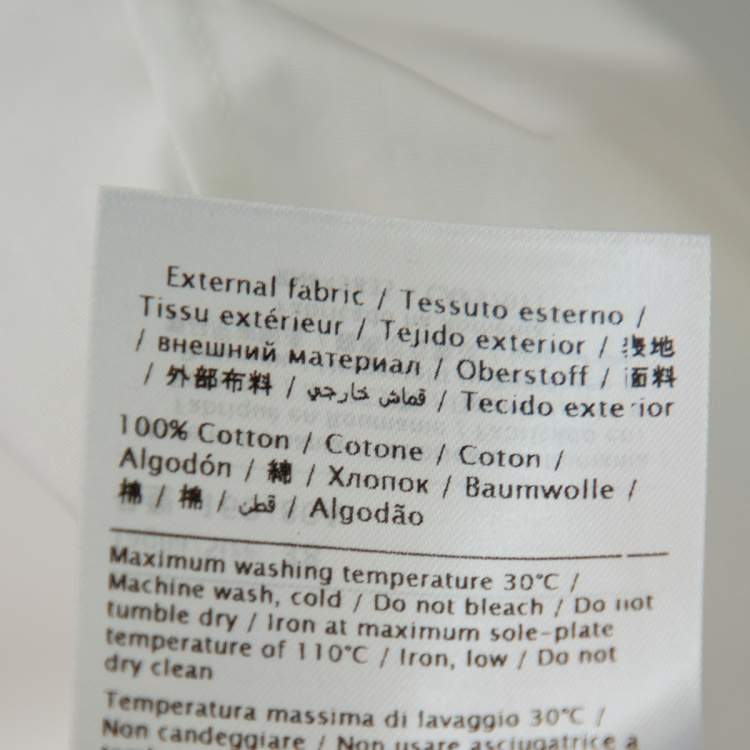 External fabric / Tessuto esterno /
Tissu extérieur / Tejido exterior / 表地
/ внешний материал / Oberstoff / 面料
/ 外部布料 / قماش خارجي / Tecido exterior
100% Cotton / Cotone / Coton /
Algodón / 綿 / Хлопок / Baumwolle /
棉 / 棉 / قطن / Algodão
Maximum washing temperature 30°C /
Machine wash, cold / Do not bleach / Do not
tumble dry / Iron at maximum sole-plate
temperature of 110°C / Iron, low / Do not
dry clean
Temperatura massima di lavaggio 30°C /
Non candeggiare / Non usare asciugatrice a